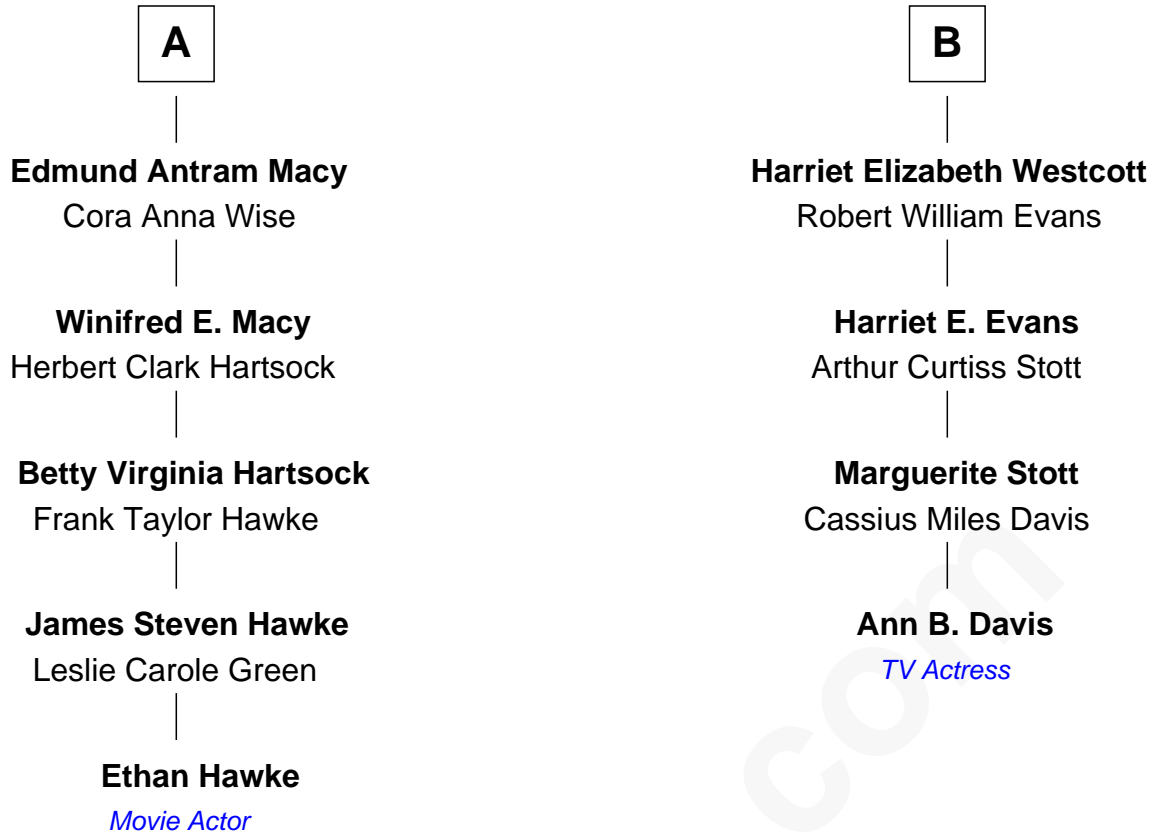 A
Edmund Antram Macy
Cora Anna Wise
Winifred E. Macy
Herbert Clark Hartsock
Betty Virginia Hartsock
Frank Taylor Hawke
James Steven Hawke
Leslie Carole Green
Ethan Hawke
Movie Actor
B
Harriet Elizabeth Westcott
Robert William Evans
Harriet E. Evans
Arthur Curtiss Stott
Marguerite Stott
Cassius Miles Davis
Ann B. Davis
TV Actress
com